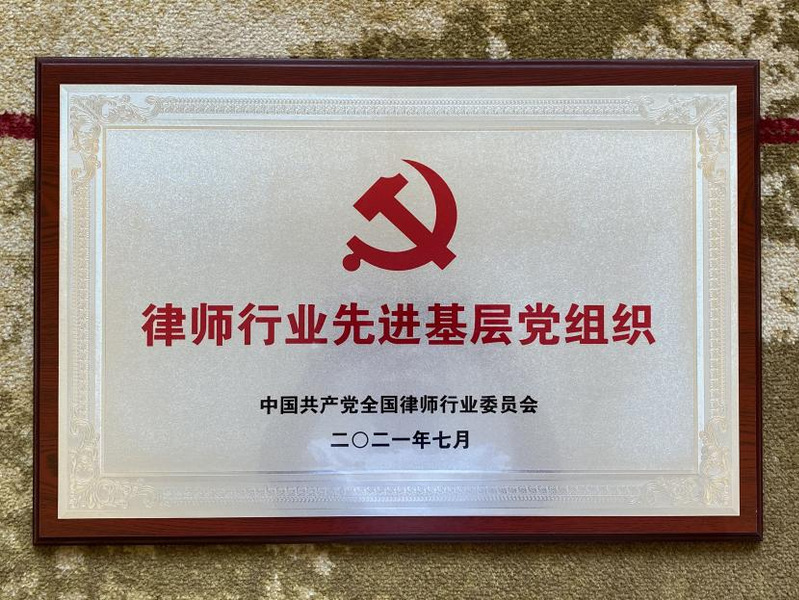 律师行业先进基层党组织
中国共产党全国律师行业委员会
二〇二一年七月